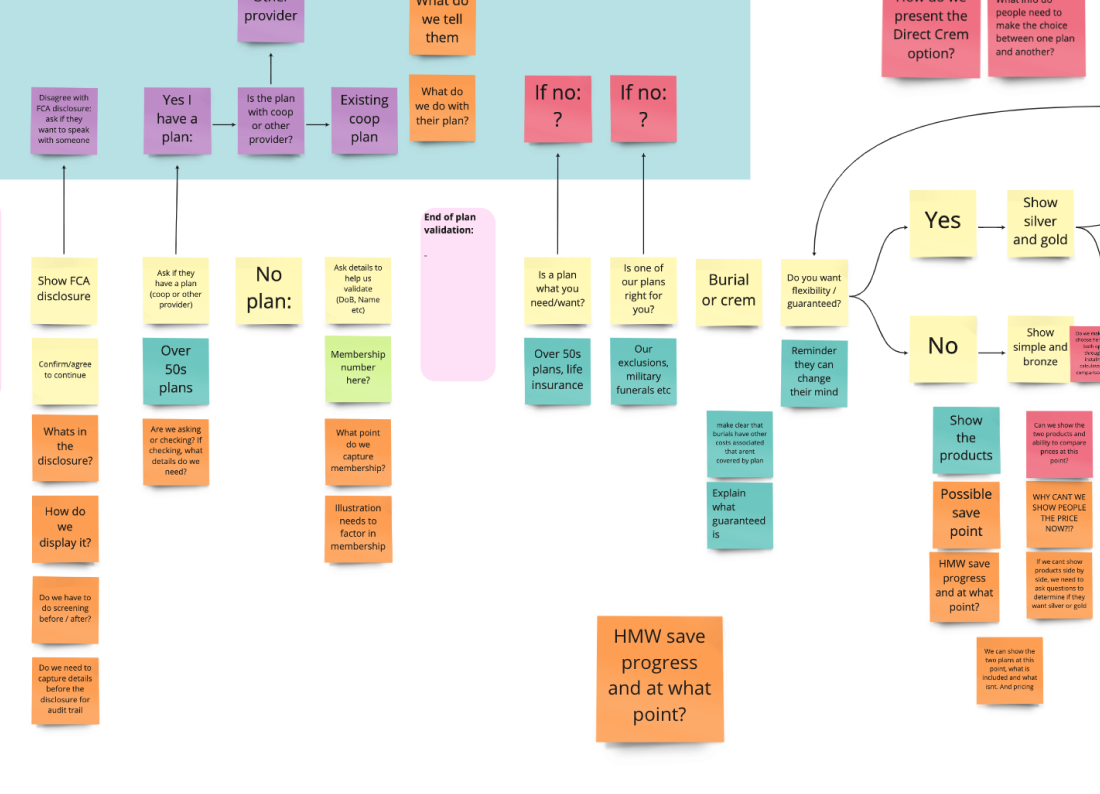 Other
provider
What do
we tell
them
How do we
present the
Direct Crem
option?
What info do
people need to
make the choice
between one plan
and another?
Disagree with
FCA disclosure:
ask if they
want to speak
with someone
Yes I
have a
plan:
Is the plan
with coop
or other
provider?
Existing
coop
plan
What do
we do with
their plan?
If no:
?
If no:
?
End of plan
validation:
-
Yes
Show
silver
and gold
Show FCA
disclosure
Ask if they
have a plan
(coop or other
provider)
No
plan:
Ask details to
help us
validate
(DoB, Name
etc)
Is a plan
what you
need/want?
Is one of
our plans
right for
you?
Burial
or crem
Do you want
flexibility /
guaranteed?
No
Show
simple and
bronze
Confirm/agree
to continue
Over
50s
plans
Membership
number
here?
Over 50s
plans, life
insurance
Our
exclusions,
military
funerals etc
Reminder
they can
change
their mind
Whats in
the
disclosure?
Are we asking
or checking? If
checking, what
details do we
need?
What point
do we
capture
membership?
make clear that
burials have other
costs associated
that arent
covered by plan
Show
the
products
Can we show the
two products and
ability to compare
prices at this
point?
How do
we
display it?
Illustration
needs to
factor in
membership
Explain
what
guaranteed
is
Possible
save
point
WHY CANT WE
SHOW PEOPLE
THE PRICE
NOW?!?
Do we have to
do screening
before / after?
HMW save
progress
and at what
point?
If we cant show
products side by
side, we need to
ask questions to
determine if they
want silver or gold
Do we need to
capture details
before the
disclosure for
audit trail
HMW save
progress
and at what
point?
We can show the
two plans at this
point, what is
included and what
isnt. And pricing